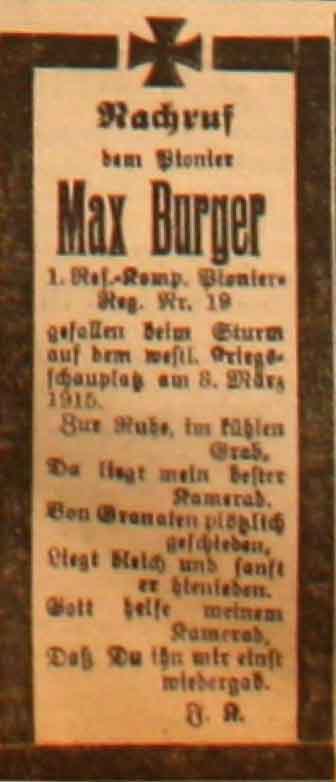 Nachruf
dem Pionier
Max Burger
1. Res.-Komp. Pionier-
Reg. Nr. 19
gefallen beim Sturm
auf dem westl. Kriegs-
schauplatz am 8. März
1915.
Zur Ruhe, im kühlen
Grab,
Da liegt mein bester
Kamerad.
Von Granaten plötzlich
geschieden,
Liegt bleich und sanft
er hienieden.
Gott helfe meinem
Kamerad,
Daß Du ihn mir einst
wiedergab.
J. K.